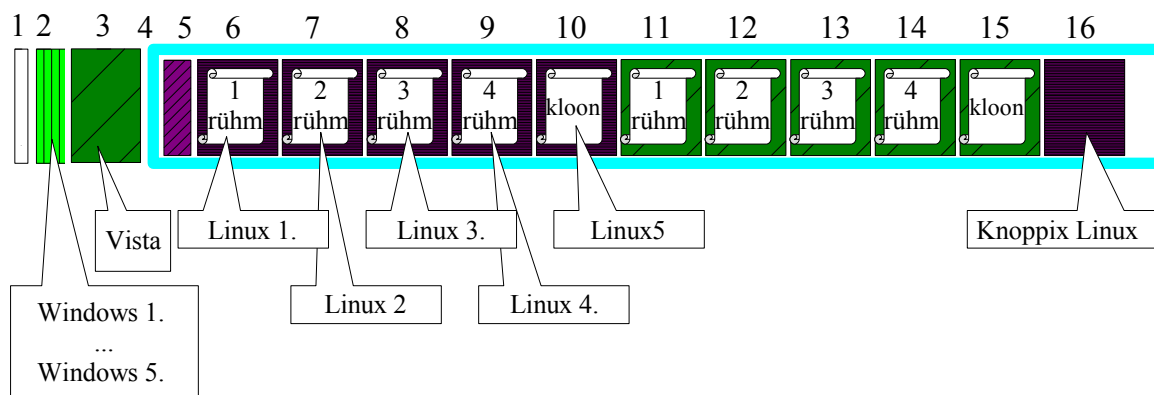 1 2 3 4 5 6 7 8 9 10 11 12 13 14 15 16
1 rühm
2 rühm
3 rühm
4 rühm
kloon
1 rühm
2 rühm
3 rühm
4 rühm
kloon
Vista
Linux 1.
Linux 3.
Linux5
Knoppix Linux
Windows 1.
...
Windows 5.
Linux 2
Linux 4.